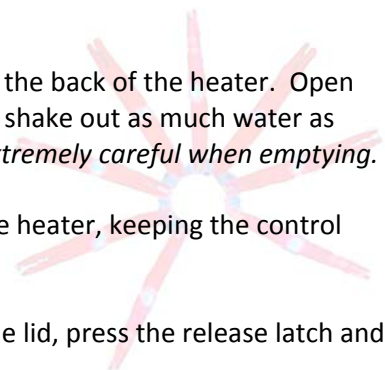 the back of the heater. Open
shake out as much water as
xtremely careful when emptying.
e heater, keeping the control
e lid, press the release latch and